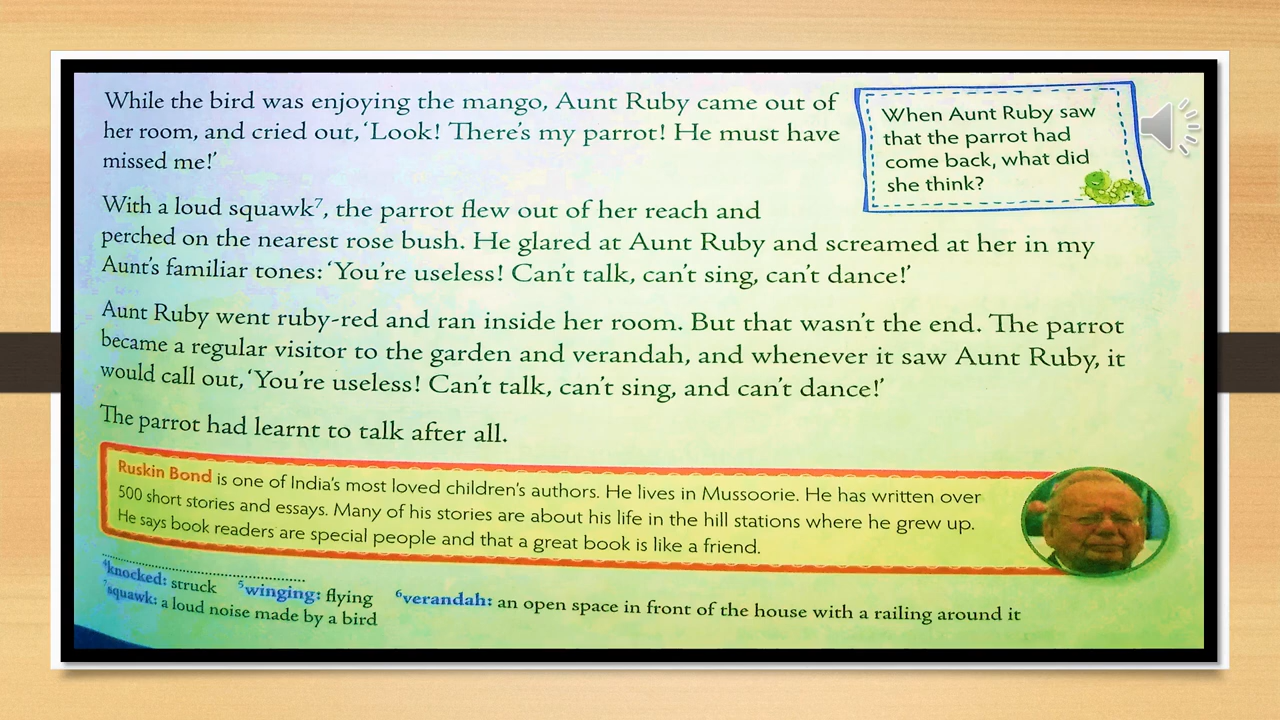 While the bird was enjoying the mango, Aunt Ruby came out of
her room, and cried out, ‘Look! There’s my parrot! He must have
missed me!’
When Aunt Ruby saw
that the parrot had
come back, what did
she think?
With a loud squawk⁷, the parrot flew out of her reach and
perched on the nearest rose bush. He glared at Aunt Ruby and screamed at her in my
Aunt’s familiar tones: ‘You’re useless! Can’t talk, can’t sing, can’t dance!’
Aunt Ruby went ruby-red and ran inside her room. But that wasn’t the end. The parrot
became a regular visitor to the garden and verandah, and whenever it saw Aunt Ruby, it
would call out, ‘You’re useless! Can’t talk, can’t sing, and can’t dance!’
The parrot had learnt to talk after all.
Ruskin Bond is one of India’s most loved children’s authors. He lives in Mussoorie. He has written over
500 short stories and essays. Many of his stories are about his life in the hill stations where he grew up.
He says book readers are special people and that a great book is like a friend.
⁴knocked: struck ⁵winging: flying ⁶verandah: an open space in front of the house with a railing around it
⁷squawk: a loud noise made by a bird